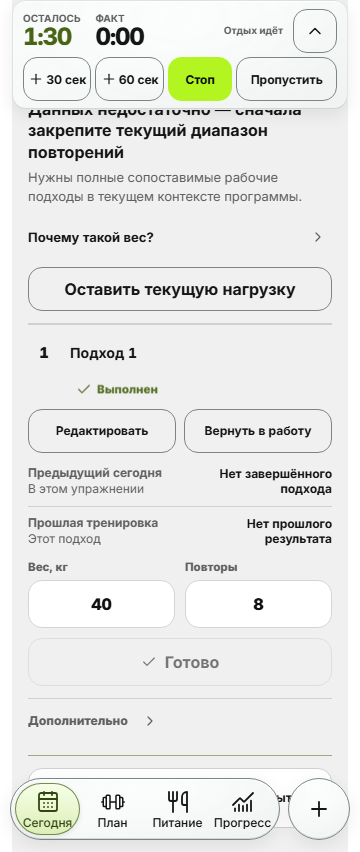 ОСТАЛОСЬ ФАКТ
1:30 0:00 Отдых идёт
+ 30 сек + 60 сек Стоп Пропустить
Данных недостаточно — сначала
закрепите текущий диапазон
повторений
Нужны полные сопоставимые рабочие
подходы в текущем контексте программы.
Почему такой вес?
Оставить текущую нагрузку
1 Подход 1
Выполнен
Редактировать Вернуть в работу
Предыдущий сегодня Нет завершённого
В этом упражнении подхода
Прошлая тренировка Нет прошлого
Этот подход результата
Вес, кг Повторы
40 8
Готово
Дополнительно
Сегодня План Питание Прогресс +